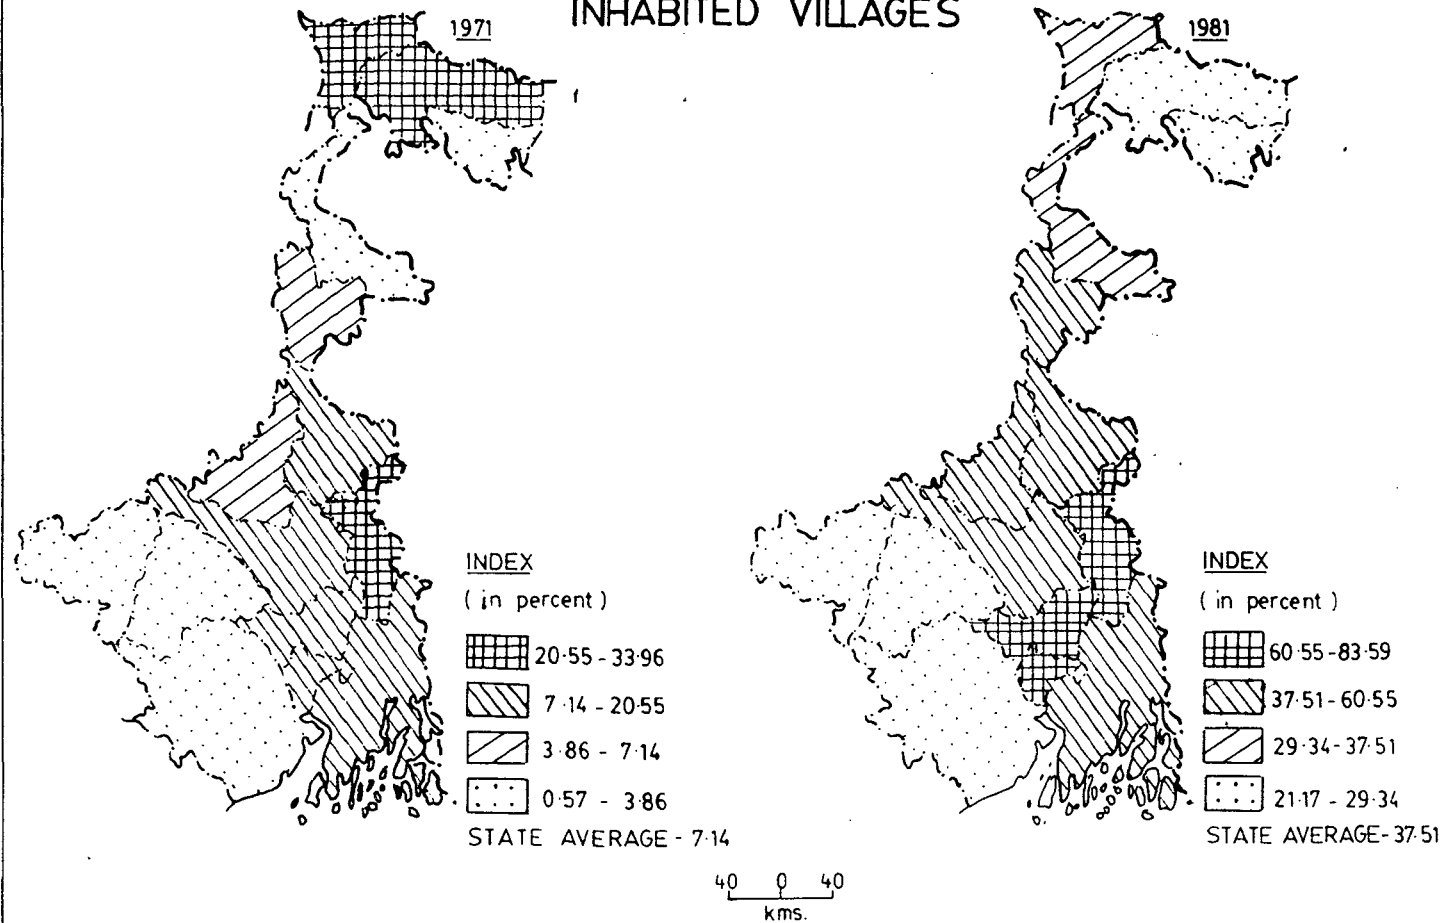 INHABITED VILLAGES
1971
INDEX
(in percent)
20·55 - 33·96
7·14 - 20·55
3·86 - 7·14
0·57 - 3·86
STATE AVERAGE - 7·14
1981
INDEX
(in percent)
60·55-83·59
37·51-60·55
29·34-37·51
21·17-29·34
STATE AVERAGE-37·51
40 0 40
kms.